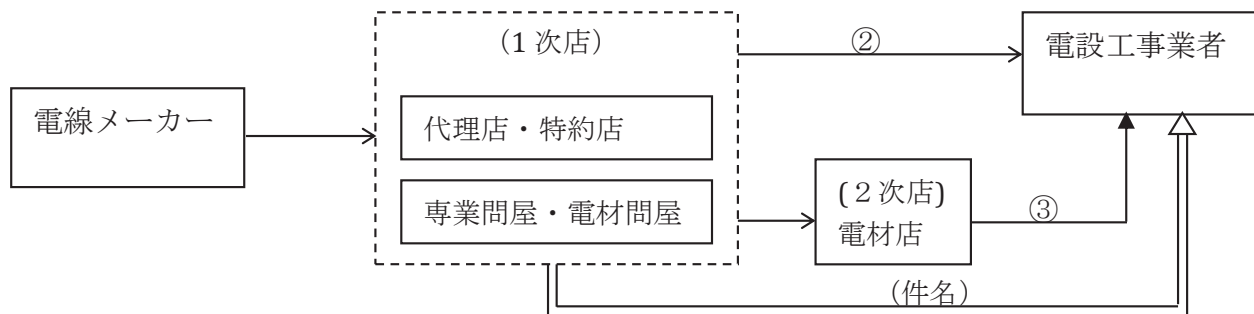 (1次店)
②
電設工事業者
電線メーカー
代理店・特約店
専業問屋・電材問屋
(2次店)
電材店
③
(件名)